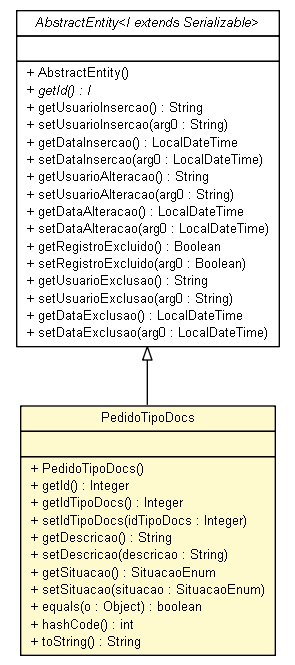 AbstractEntity<I extends Serializable>
+ AbstractEntity()
+ getId() : I
+ getUsuarioInsercao() : String
+ setUsuarioInsercao(arg0 : String)
+ getDataInsercao() : LocalDateTime
+ setDataInsercao(arg0 : LocalDateTime)
+ getUsuarioAlteracao() : String
+ setUsuarioAlteracao(arg0 : String)
+ getDataAlteracao() : LocalDateTime
+ setDataAlteracao(arg0 : LocalDateTime)
+ getRegistroExcluido() : Boolean
+ setRegistroExcluido(arg0 : Boolean)
+ getUsuarioExclusao() : String
+ setUsuarioExclusao(arg0 : String)
+ getDataExclusao() : LocalDateTime
+ setDataExclusao(arg0 : LocalDateTime)
PedidoTipoDocs
+ PedidoTipoDocs()
+ getId() : Integer
+ getIdTipoDocs() : Integer
+ setIdTipoDocs(idTipoDocs : Integer)
+ getDescricao() : String
+ setDescricao(descricao : String)
+ getSituacao() : SituacaoEnum
+ setSituacao(situacao : SituacaoEnum)
+ equals(o : Object) : boolean
+ hashCode() : int
+ toString() : String